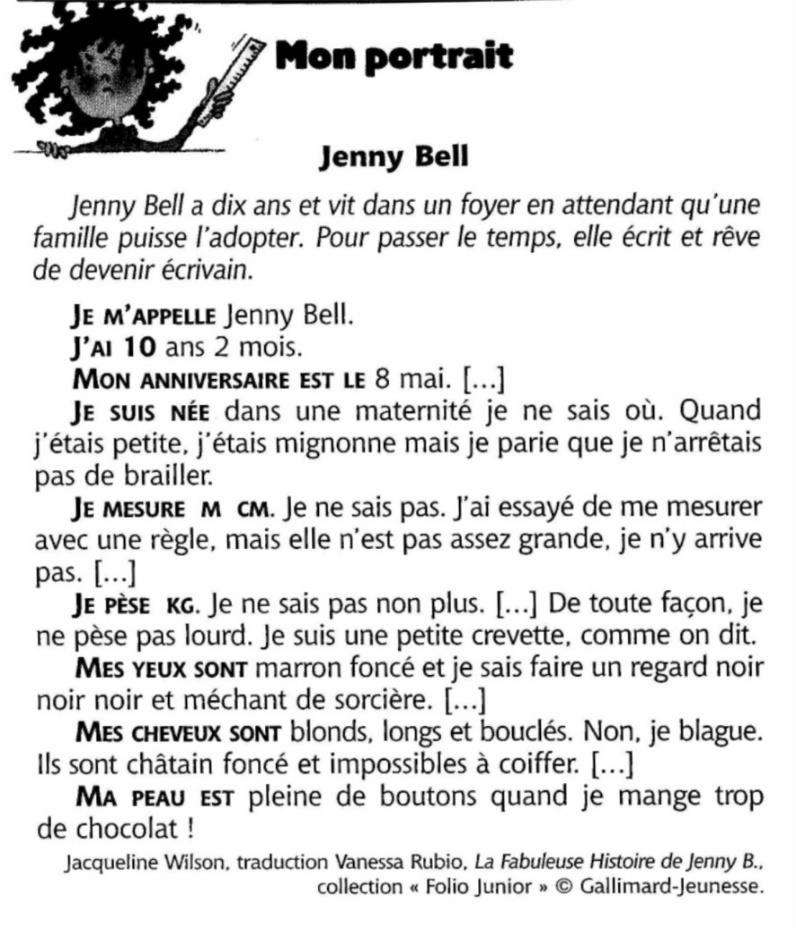 Mon portrait
Jenny Bell
Jenny Bell a dix ans et vit dans un foyer en attendant qu'une
famille puisse l'adopter. Pour passer le temps, elle écrit et rêve
de devenir écrivain.
JE M'APPELLE Jenny Bell.
J'AI 10 ans 2 mois.
MON ANNIVERSAIRE EST LE 8 mai. [...]
JE SUIS NÉE dans une maternité je ne sais où. Quand
j'étais petite, j'étais mignonne mais je parie que je n'arrêtais
pas de brailler.
JE MESURE M CM. Je ne sais pas. J'ai essayé de me mesurer
avec une règle, mais elle n'est pas assez grande, je n'y arrive
pas. [...]
JE PÈSE KG. Je ne sais pas non plus. [...] De toute façon, je
ne pèse pas lourd. Je suis une petite crevette, comme on dit.
MES YEUX SONT marron foncé et je sais faire un regard noir
noir noir et méchant de sorcière. [...]
MES CHEVEUX SONT blonds, longs et bouclés. Non, je blague.
Ils sont châtain foncé et impossibles à coiffer. [...]
MA PEAU EST pleine de boutons quand je mange trop
de chocolat !
Jacqueline Wilson, traduction Vanessa Rubio, La Fabuleuse Histoire de Jenny B.,
collection « Folio Junior » © Gallimard-Jeunesse.